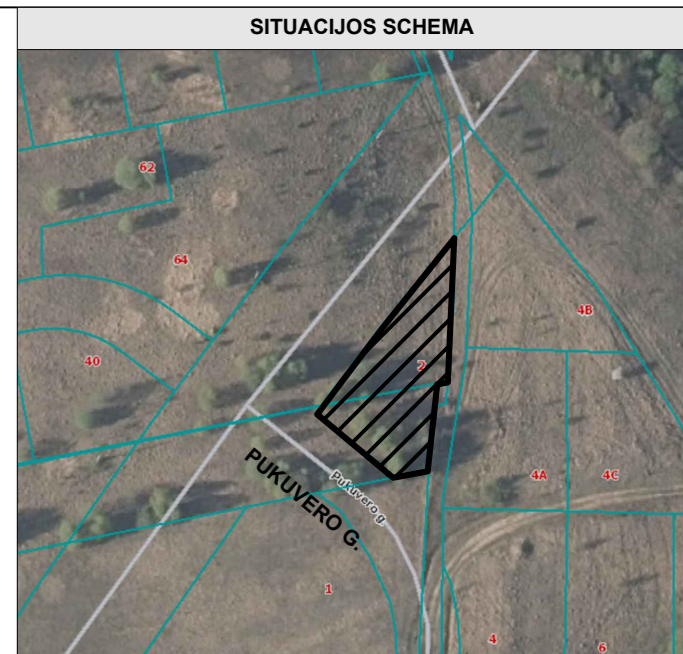 SITUACIJOS SCHEMA
62
64
4B
40
2
4A
4C
PUKUVERO G.
Pukuvero g.
1
4
6